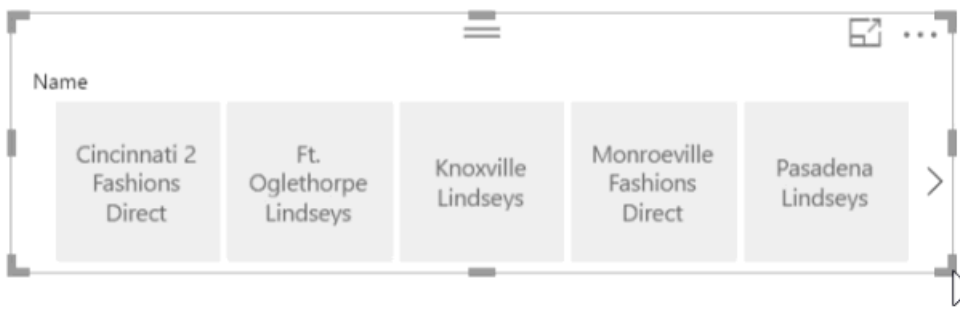 Name
Cincinnati 2
Fashions
Direct
Ft.
Oglethorpe
Lindseys
Knoxville
Lindseys
Monroeville
Fashions
Direct
Pasadena
Lindseys